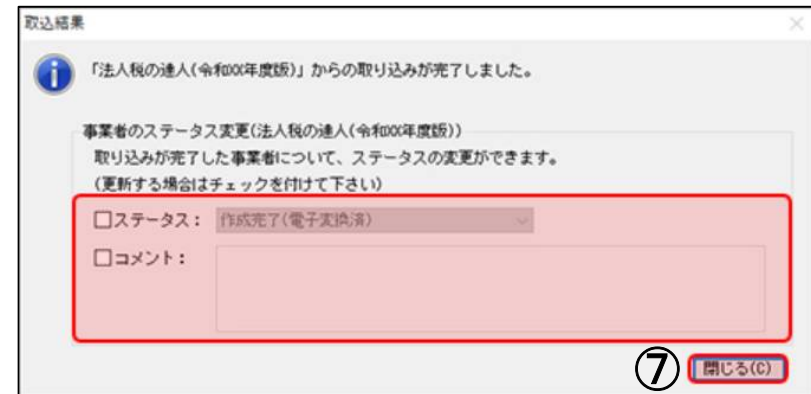 取込結果
「法人税の達人(令和XX年度版)」からの取り込みが完了しました。
事業者のステータス変更(法人税の達人(令和XX年度版))
取り込みが完了した事業者について、ステータスの変更ができます。
(更新する場合はチェックを付けて下さい)
ステータス： 作成完了(電子変換済)
コメント：
⑦ 閉じる(C)